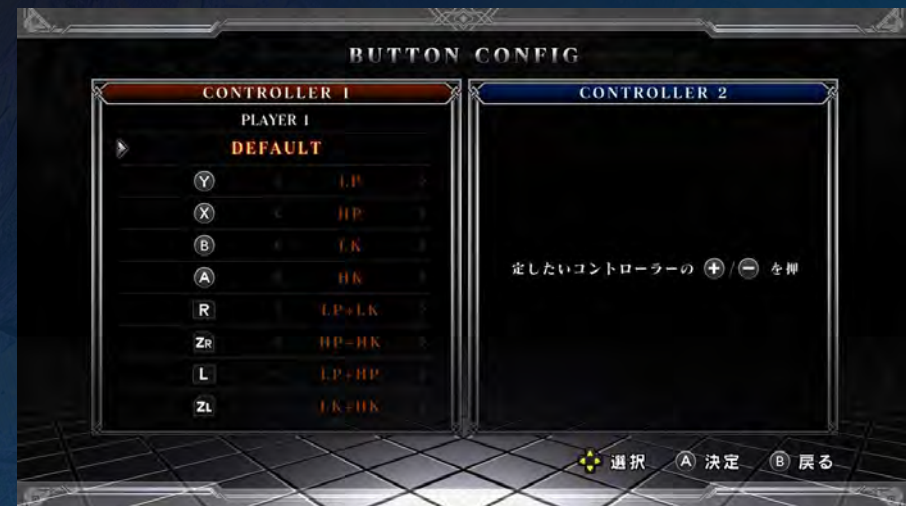 BUTTON CONFIG
CONTROLLER 1
PLAYER 1
DEFAULT
Y LP
X HP
B LK
A HK
R LP+LK
ZR HP+HK
L LP+HP
ZL LK+HK
CONTROLLER 2
定したいコントローラーの +/- を押
選択 A 決定 B 戻る